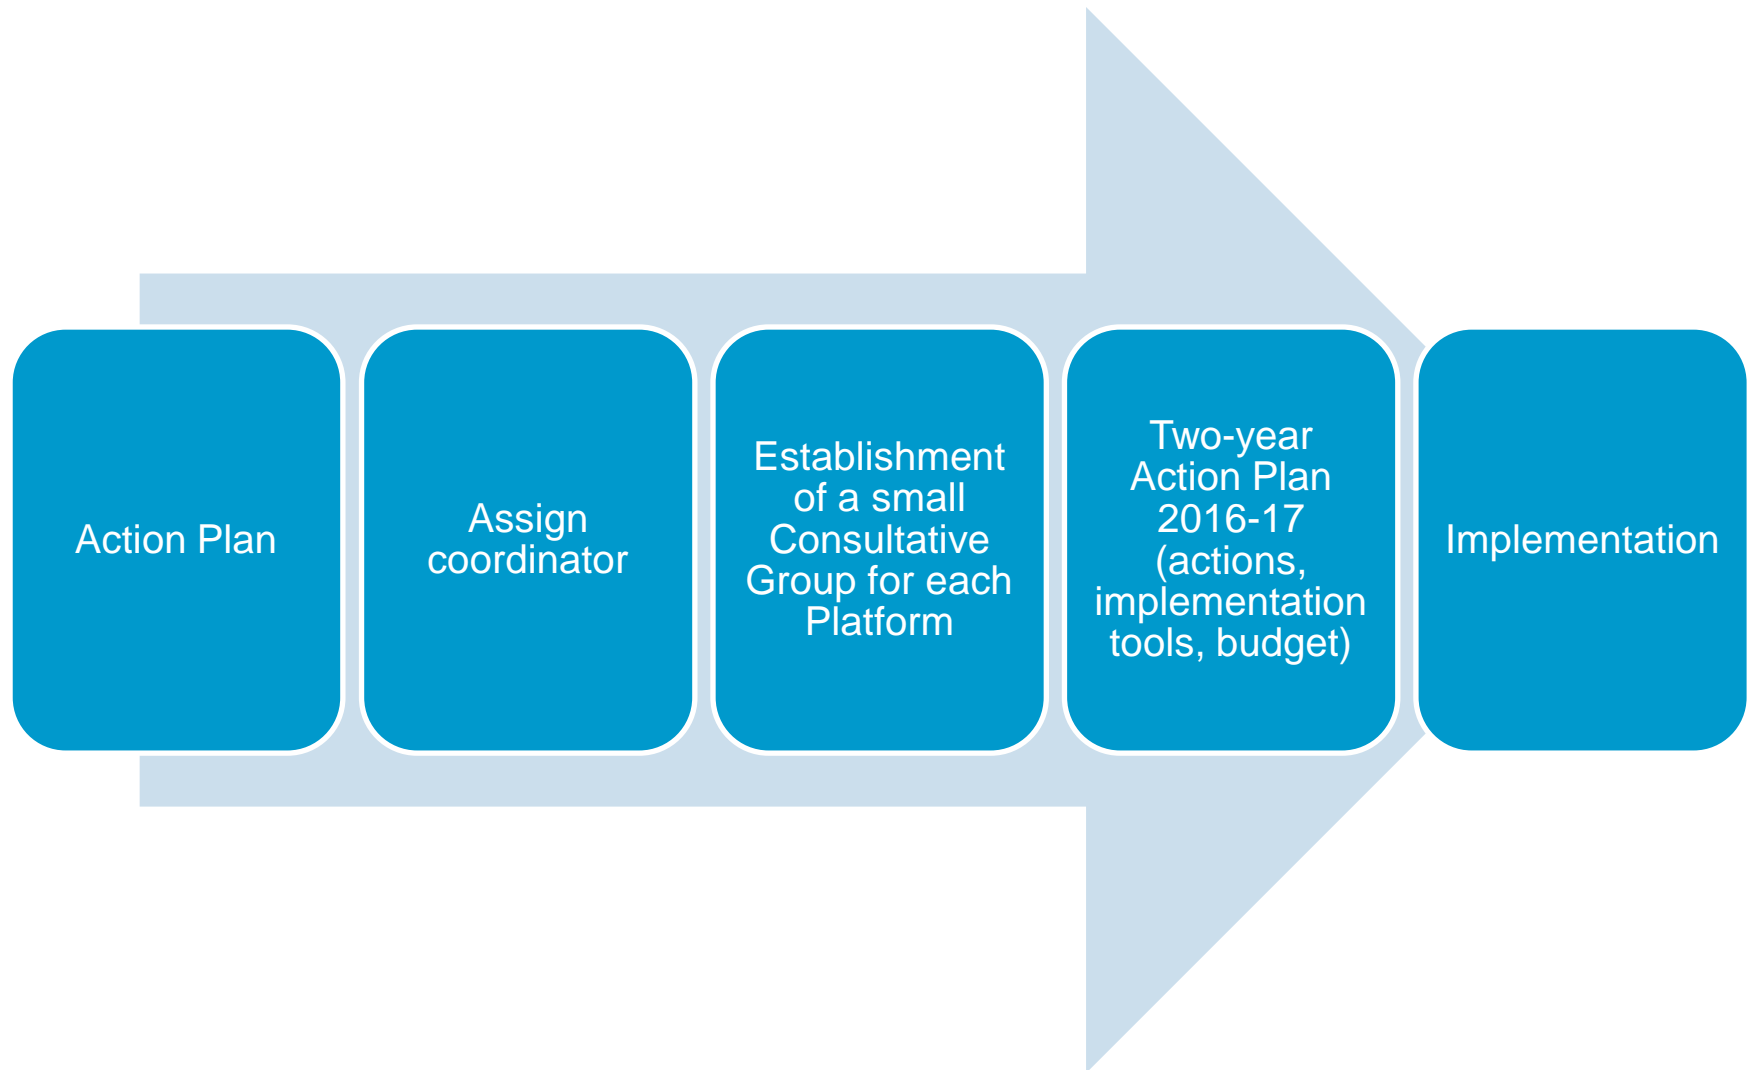 Action Plan
Assign
coordinator
Establishment
of a small
Consultative
Group for each
Platform
Two-year
Action Plan
2016-17
(actions,
implementation
tools, budget)
Implementation